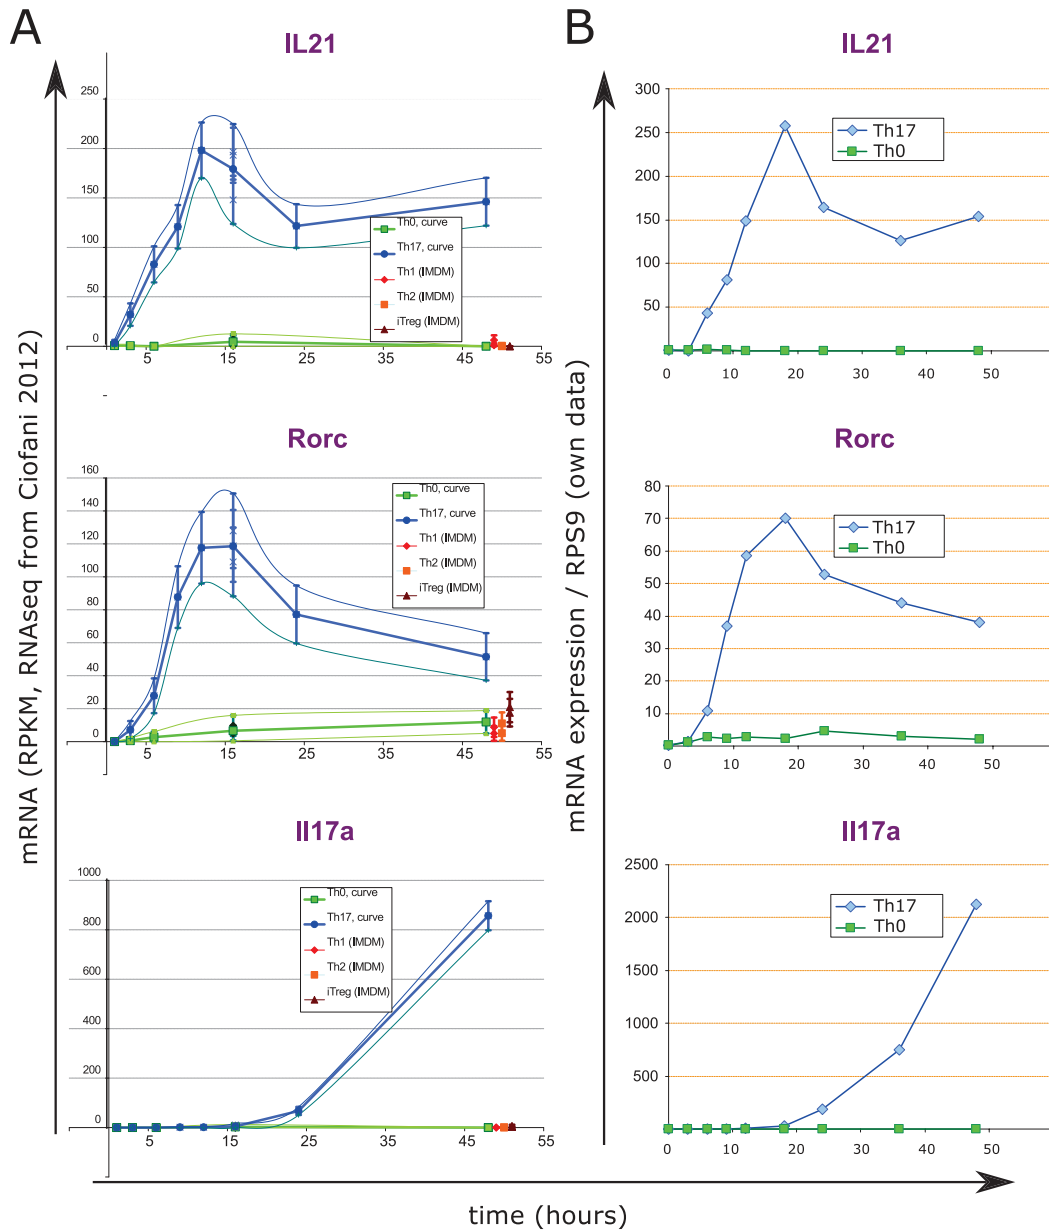 A
B
IL21
IL21
mRNA (RPKM, RNAseq from Ciofani 2012)
250
200
150
100
50
0
5
15
25
35
45
55
Th0, curve
Th17, curve
Th1 (IMDM)
Th2 (IMDM)
iTreg (IMDM)
mRNA expression / RPS9 (own data)
300
250
200
150
100
50
0
10
20
30
40
50
Th17
Th0
Rorc
Rorc
160
140
120
100
80
60
40
20
0
5
15
25
35
45
55
Th0, curve
Th17, curve
Th1 (IMDM)
Th2 (IMDM)
iTreg (IMDM)
80
70
60
50
40
30
20
10
0
10
20
30
40
50
Th17
Th0
Il17a
Il17a
1000
800
600
400
200
0
5
15
25
35
45
55
Th0, curve
Th17, curve
Th1 (IMDM)
Th2 (IMDM)
iTreg (IMDM)
2500
2000
1500
1000
500
0
10
20
30
40
50
Th17
Th0
time (hours)